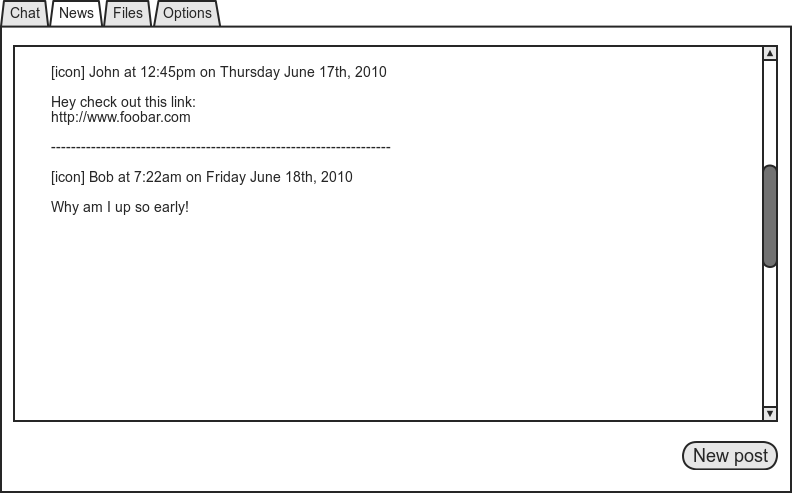 Chat News Files Options
[icon] John at 12:45pm on Thursday June 17th, 2010
Hey check out this link:
http://www.foobar.com
--------------------------------------------------------------------
[icon] Bob at 7:22am on Friday June 18th, 2010
Why am I up so early!
New post